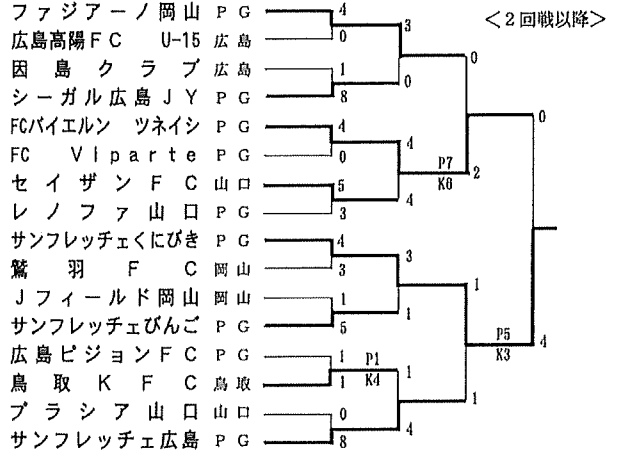 <2回戦以降>
ファジアーノ岡山 PG 4
3
広島高陽FC U-15 広島 0
0
因島クラブ 広島 1
0
シーガル広島JY PG 8
0
FCバイエルン ツネイシ PG 4
4
FC Viparte PG 0
P7
2
K6
セイザンFC 山口 5
4
レノファ山口 PG 3
サンフレッチェくにびき PG 4
3
鷲羽FC 岡山 3
1
Jフィールド岡山 岡山 1
1
サンフレッチェびんご PG 5
P5
4
K3
広島ピジョンFC PG 1
P1
1
K4
鳥取KFC 鳥取 1
1
プラシア山口 山口 0
4
サンフレッチェ広島 PG 8